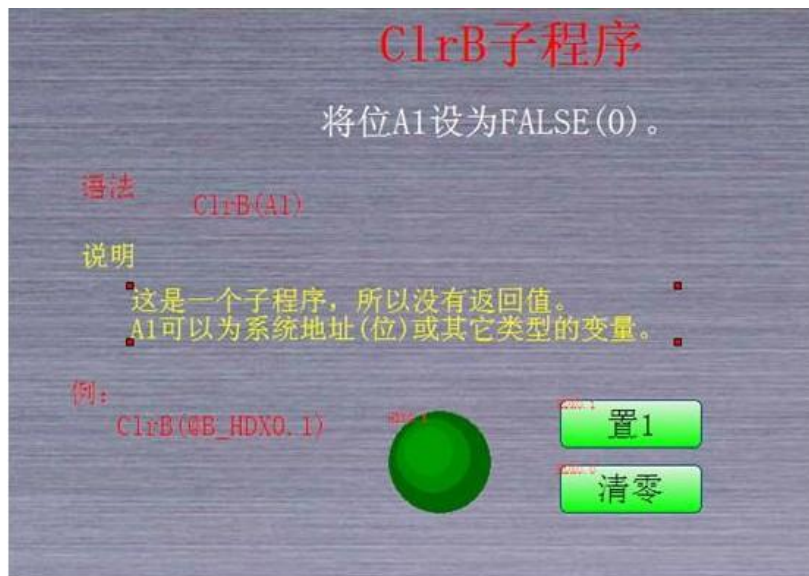 ClrB子程序
将位A1设为FALSE(0)。
语法
ClrB(A1)
说明
这是一个子程序，所以没有返回值。
A1可以为系统地址(位)或其它类型的变量。
例：
ClrB(@B_HDX0.1)
置1
清零